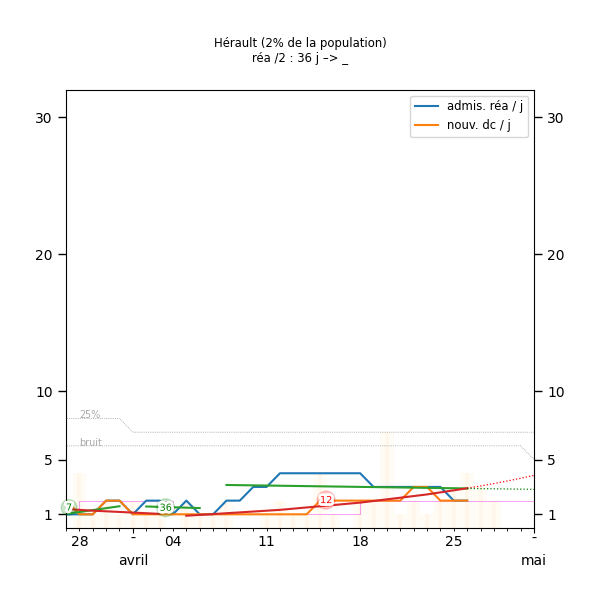 Hérault (2% de la population)
réa /2 : 36 j –> _
admis. réa / j
nouv. dc / j
30 30
20 20
10 10
25%
bruit
5 5
7 36 12
1 1
28 - 04 11 18 25 -
avril mai